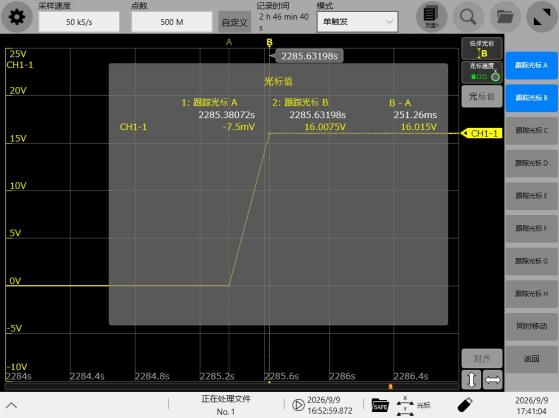 采样速度 点数 记录时间 模式
50 kS/s 500 M 自定义 2 h 46 min 40 s 单触发
A B
2285.63198s
25V
CH1-1
20V
15V
10V
5V
0V
-5V
-10V
光标值
1: 跟踪光标 A 2: 跟踪光标 B B - A
2285.38072s 2285.63198s 251.26ms
CH1-1 -7.5mV 16.0075V 16.015V
CH1-1
2284s 2284.4s 2284.8s 2285.2s 2285.6s 2286s 2286.4s
选择光标
B
光标速度
光标值
对齐
跟踪光标 A
跟踪光标 B
跟踪光标 C
跟踪光标 D
跟踪光标 E
跟踪光标 F
跟踪光标 G
跟踪光标 H
同时移动
返回
正在处理文件
No. 1
2026/9/9
16:52:59.872
SAFE
X
Y
光标
2026/9/9
17:41:04